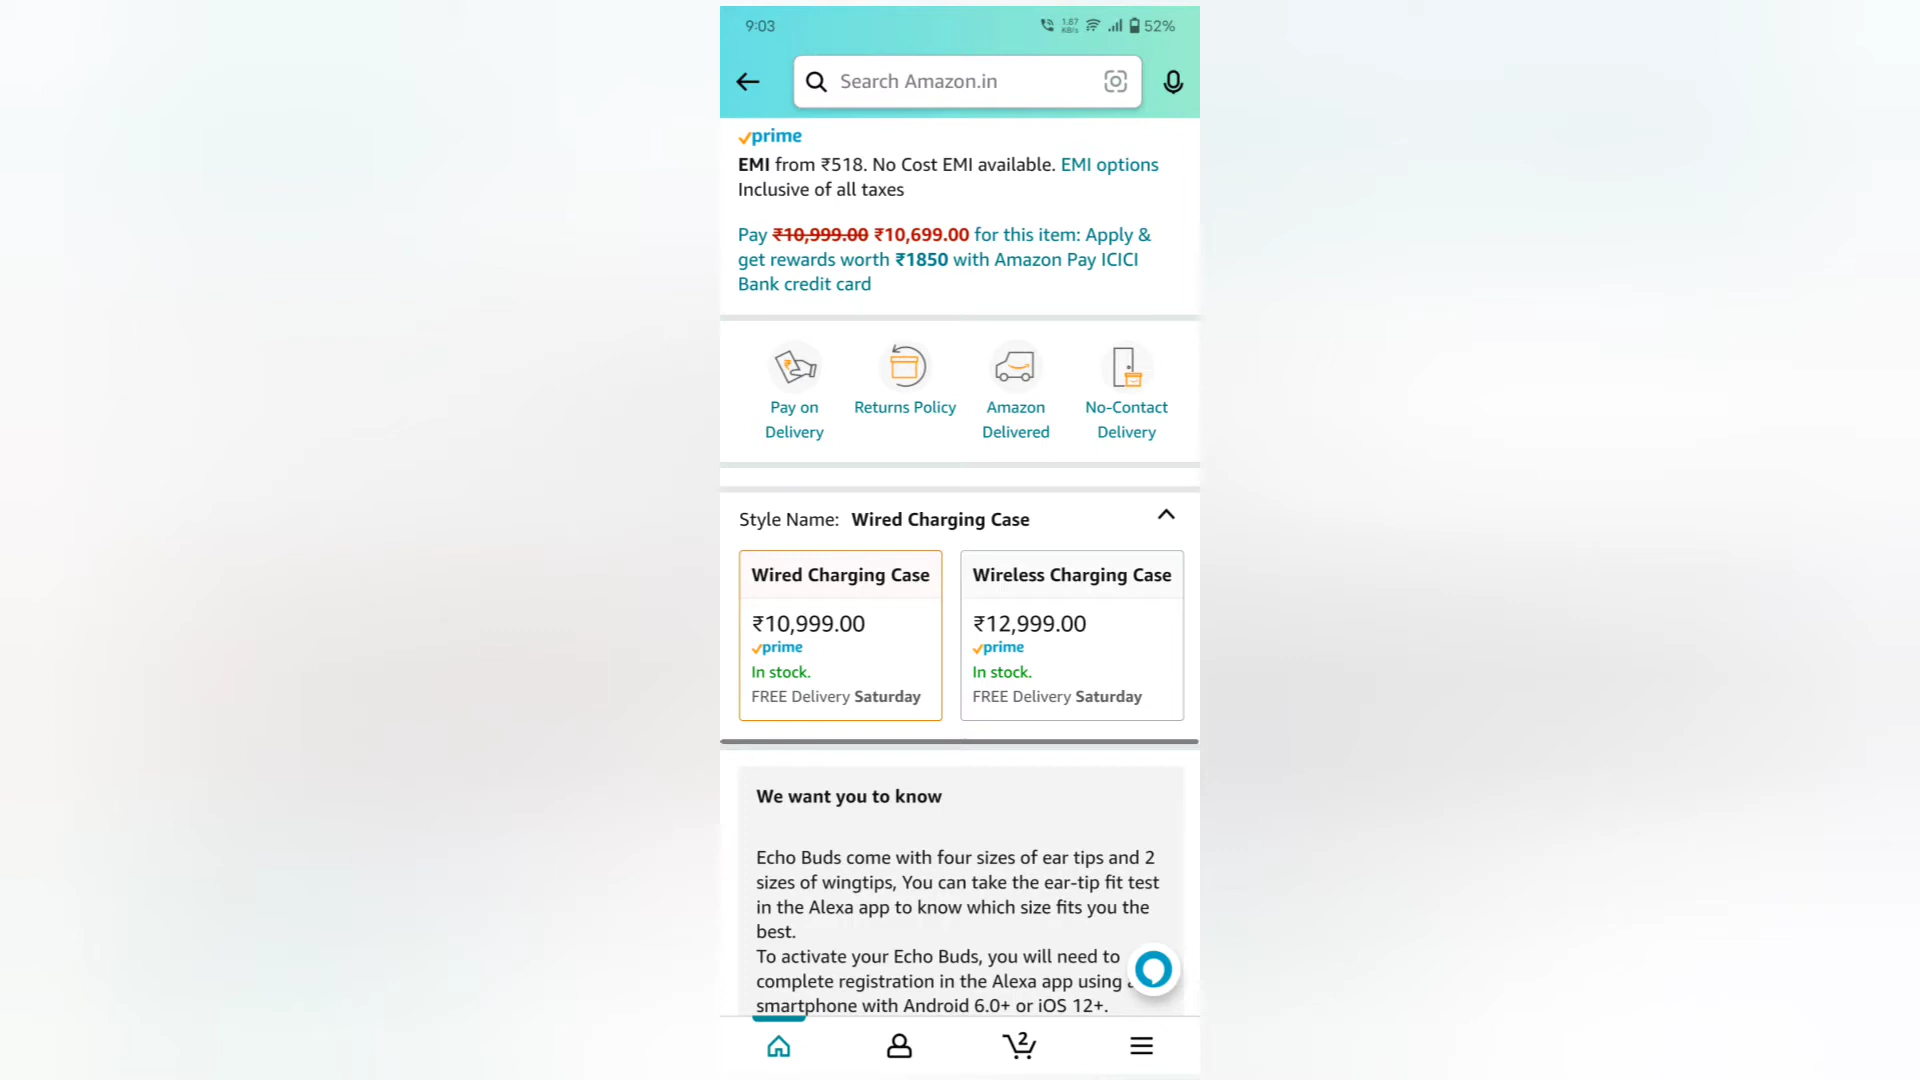 9:03
1.87
KB/s
52%
Search Amazon.in
prime
EMI from ₹518. No Cost EMI available. EMI options
Inclusive of all taxes
Pay ₹10,999.00 ₹10,699.00 for this item: Apply &
get rewards worth ₹1850 with Amazon Pay ICICI
Bank credit card
Pay on
Delivery
Returns Policy
Amazon
Delivered
No-Contact
Delivery
Style Name: Wired Charging Case
Wired Charging Case
₹10,999.00
prime
In stock.
FREE Delivery Saturday
Wireless Charging Case
₹12,999.00
prime
In stock.
FREE Delivery Saturday
We want you to know
Echo Buds come with four sizes of ear tips and 2
sizes of wingtips, You can take the ear-tip fit test
in the Alexa app to know which size fits you the
best.
To activate your Echo Buds, you will need to
complete registration in the Alexa app using
smartphone with Android 6.0+ or iOS 12+.
2